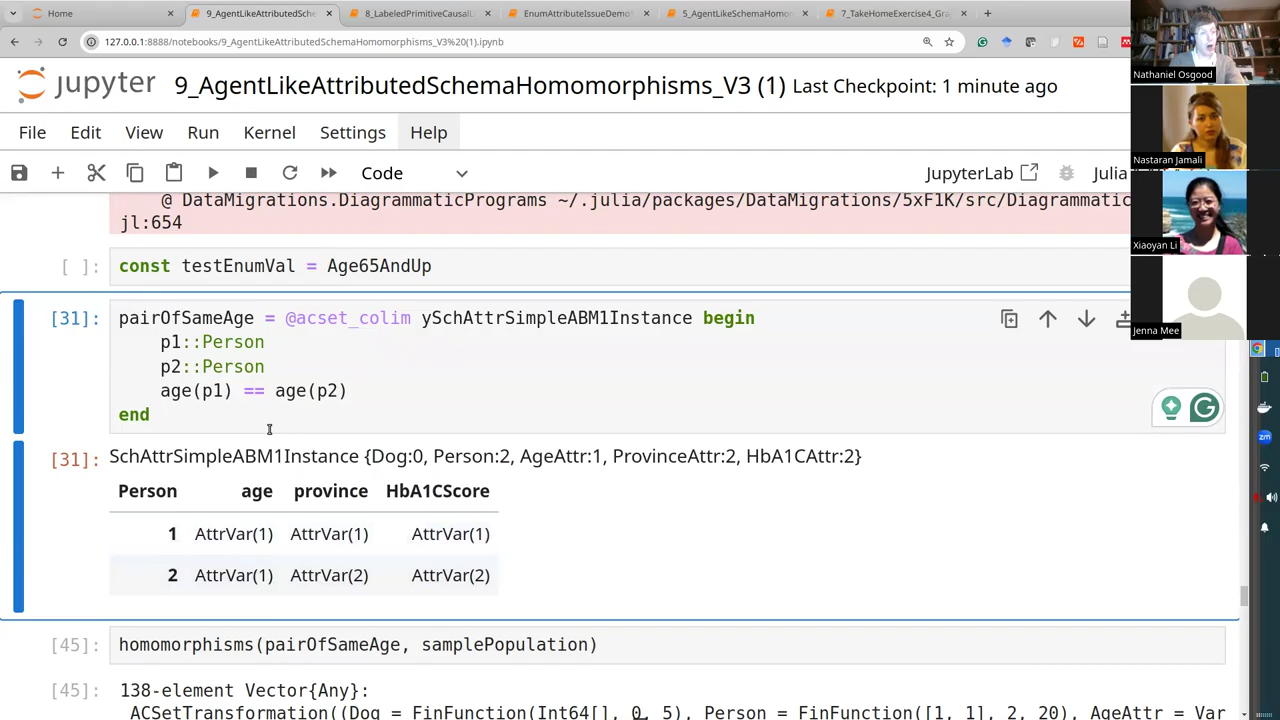 Home
9_AgentLikeAttributedSche
8_LabeledPrimitiveCausalL
EnumAttributeIssueDemo
5_AgentLikeSchemaHomom
7_TakeHomeExercise4_Gra
127.0.0.1:8888/notebooks/9_AgentLikeAttributedSchemaHomomorphisms_V3%20(1).ipynb
jupyter 9_AgentLikeAttributedSchemaHomomorphisms_V3 (1) Last Checkpoint: 1 minute ago
File Edit View Run Kernel Settings Help
Code JupyterLab Julia
@ DataMigrations.DiagrammaticPrograms ~/.julia/packages/DataMigrations/5xF1K/src/Diagrammatic
jl:654
[ ]: const testEnumVal = Age65AndUp
[31]: pairOfSameAge = @acset_colim ySchAttrSimpleABM1Instance begin
p1::Person
p2::Person
age(p1) == age(p2)
end
[31]: SchAttrSimpleABM1Instance {Dog:0, Person:2, AgeAttr:1, ProvinceAttr:2, HbA1CAttr:2}
Person age province HbA1CScore
1 AttrVar(1) AttrVar(1) AttrVar(1)
2 AttrVar(1) AttrVar(2) AttrVar(2)
[45]: homomorphisms(pairOfSameAge, samplePopulation)
[45]: 138-element Vector{Any}:
ACSetTransformation((Dog = FinFunction(Int64[], 0, 5), Person = FinFunction([1, 1], 2, 20), AgeAttr = Var
Nathaniel Osgood
Nastaran Jamali
Xiaoyan Li
Jenna Mee